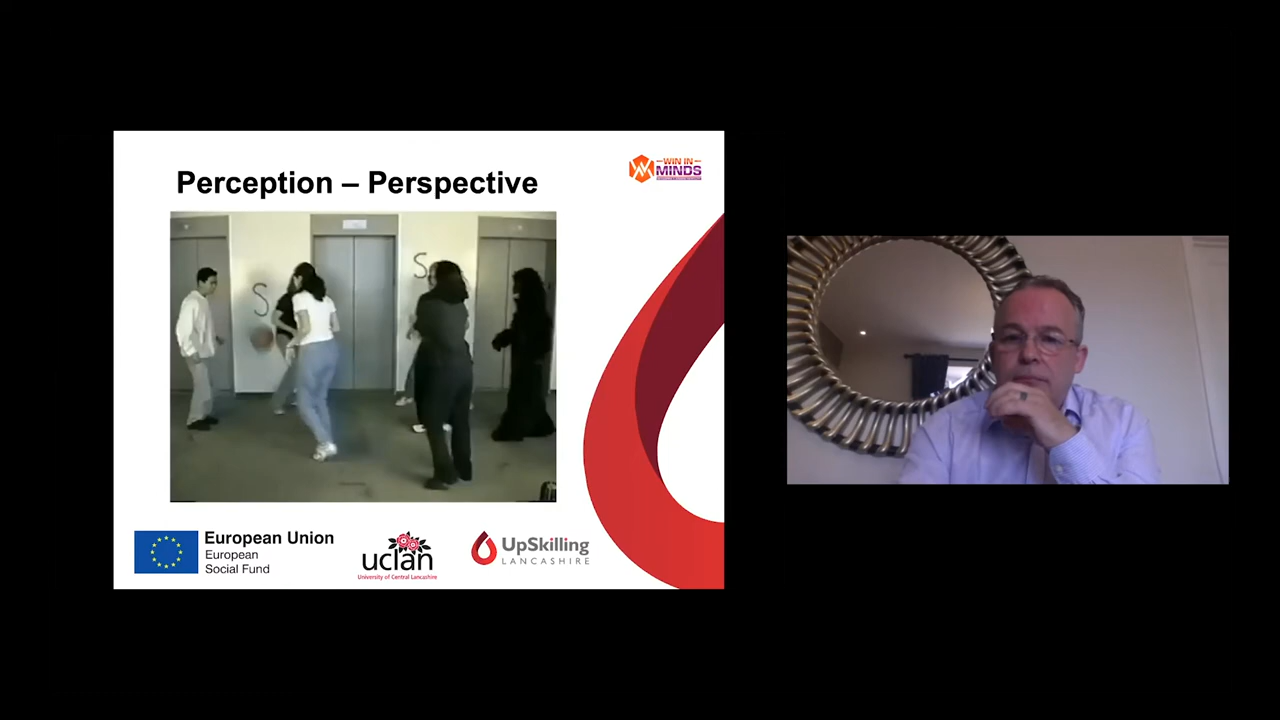 Perception – Perspective
WIN IN
MINDS
S
S
European Union
European
Social Fund
uclan
University of Central Lancashire
UpSkilling
LANCASHIRE